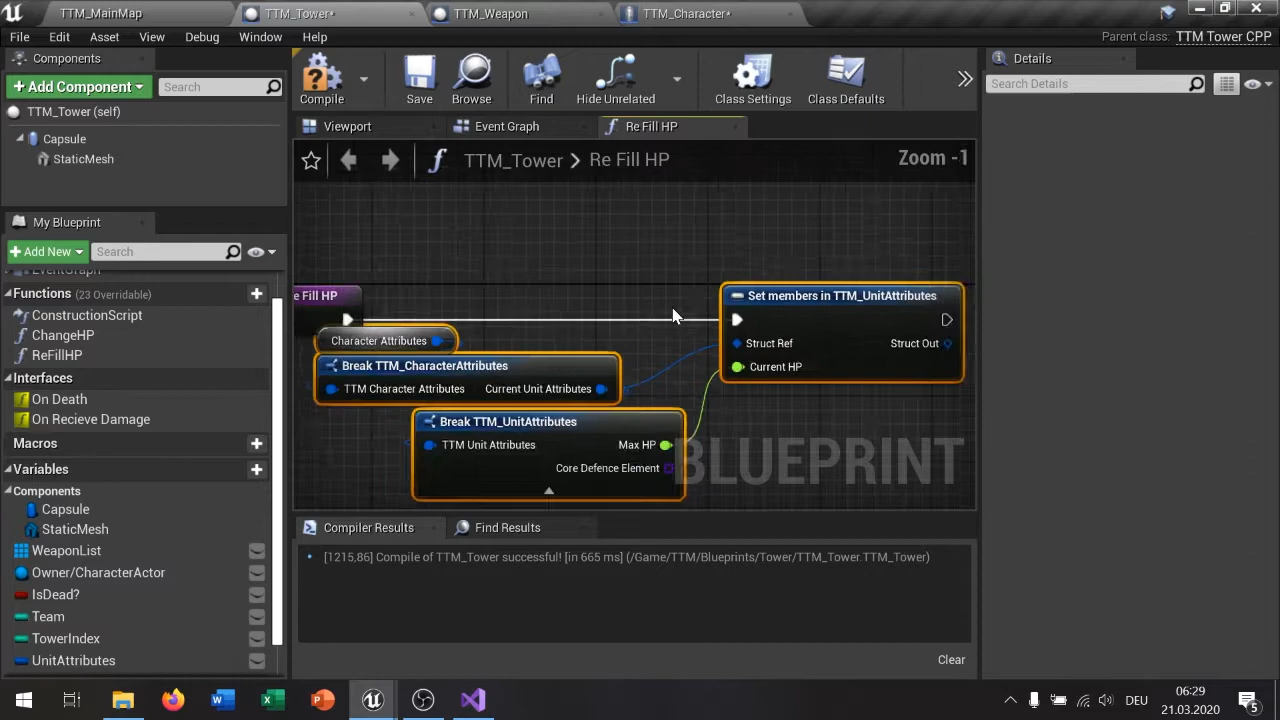 TTM_MainMap
TTM_Tower*
TTM_Weapon
TTM_Character*
File Edit Asset View Debug Window Help
Parent class: TTM Tower CPP
Components
Add Component
Search
TTM_Tower (self)
Capsule
StaticMesh
Compile
Save
Browse
Find
Hide Unrelated
Class Settings
Class Defaults
Details
Search Details
Viewport
Event Graph
Re Fill HP
TTM_Tower > Re Fill HP
Zoom -1
My Blueprint
Add New
Search
EventGraph
Functions (23 Overridable)
ConstructionScript
ChangeHP
ReFillHP
Interfaces
On Death
On Recieve Damage
Macros
Variables
Components
Capsule
StaticMesh
WeaponList
Owner/CharacterActor
IsDead?
Team
TowerIndex
UnitAttributes
e Fill HP
Character Attributes
Break TTM_CharacterAttributes
TTM Character Attributes
Current Unit Attributes
Break TTM_UnitAttributes
TTM Unit Attributes
Max HP
Core Defence Element
Set members in TTM_UnitAttributes
Struct Ref
Struct Out
Current HP
BLUEPRINT
Compiler Results
Find Results
[1215,86] Compile of TTM_Tower successful! [in 665 ms] (/Game/TTM/Blueprints/Tower/TTM_Tower.TTM_Tower)
Clear
DEU
06:29
21.03.2020
5